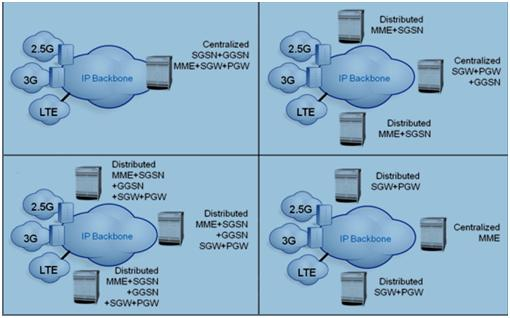 2.5G
3G
LTE
IP Backbone
Centralized
SGSN+GGSN
MME+SGW+PGW
2.5G
3G
LTE
IP Backbone
Distributed
MME+SGSN
Centralized
SGW+PGW
+GGSN
Distributed
MME+SGSN
2.5G
3G
LTE
IP Backbone
Distributed
MME+SGSN
+GGSN
+SGW+PGW
Distributed
MME+SGSN
+GGSN
SGW+PGW
Distributed
MME+SGSN
+GGSN
+SGW+PGW
2.5G
3G
LTE
IP Backbone
Distributed
SGW+PGW
Centralized
MME
Distributed
SGW+PGW